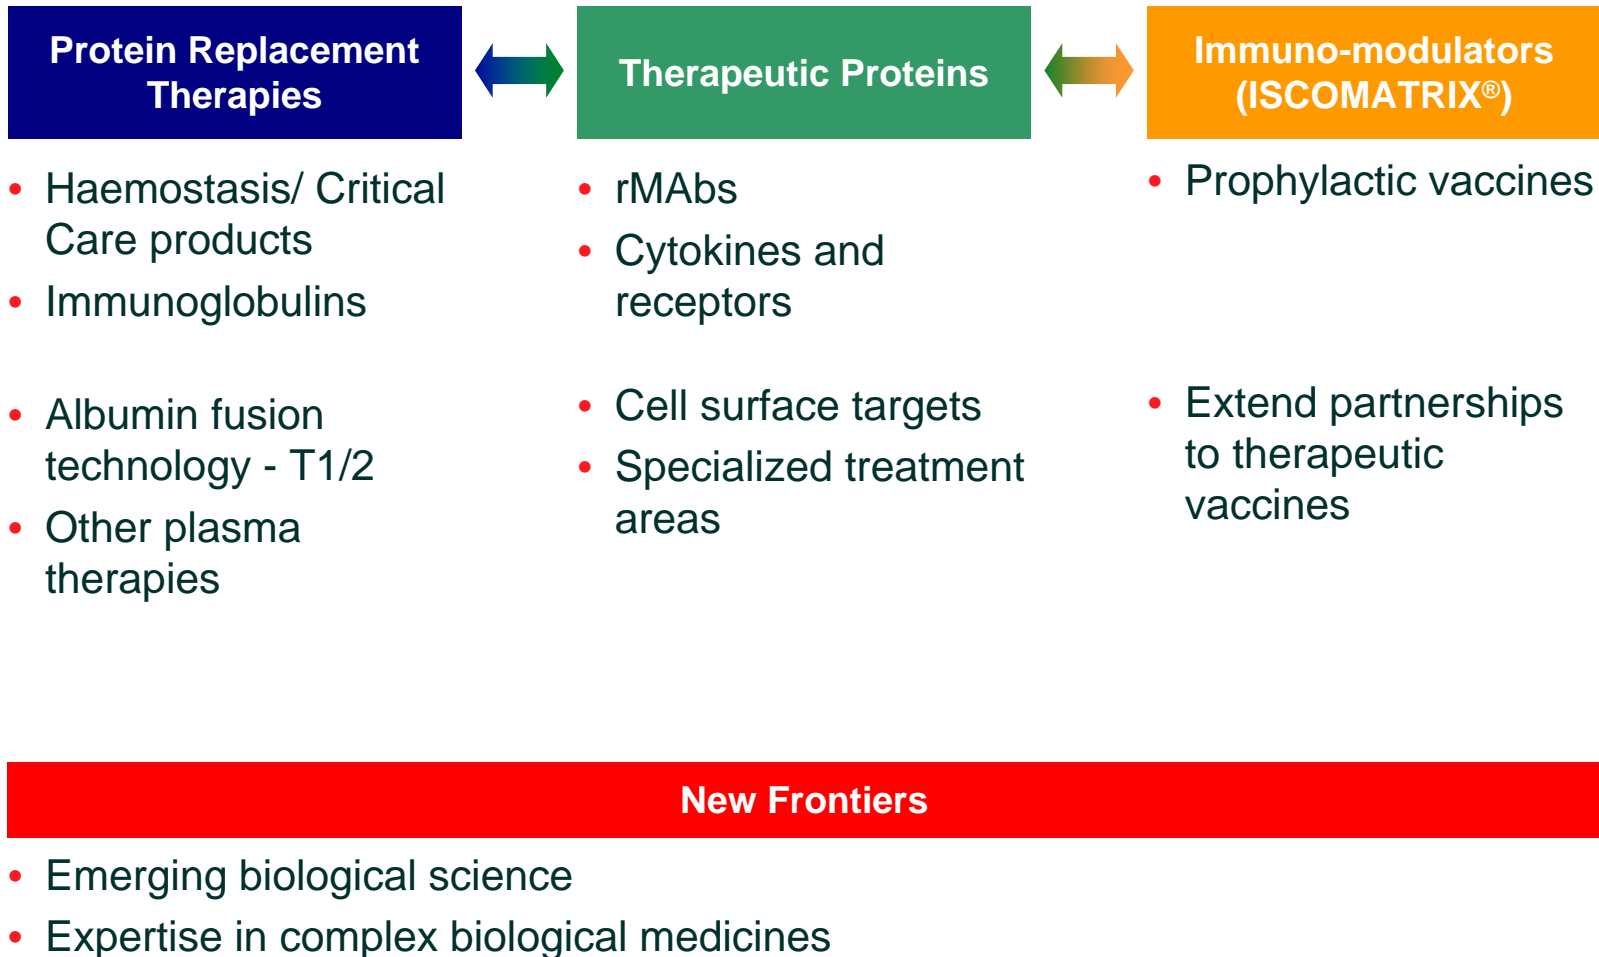 Protein Replacement
Therapies
Therapeutic Proteins
Immuno-modulators
(ISCOMATRIX®)
• Haemostasis/ Critical
Care products
• Immunoglobulins
• Albumin fusion
technology - T1/2
• Other plasma
therapies
• rMAbs
• Cytokines and
receptors
• Cell surface targets
• Specialized treatment
areas
• Prophylactic vaccines
• Extend partnerships
to therapeutic
vaccines
New Frontiers
• Emerging biological science
• Expertise in complex biological medicines